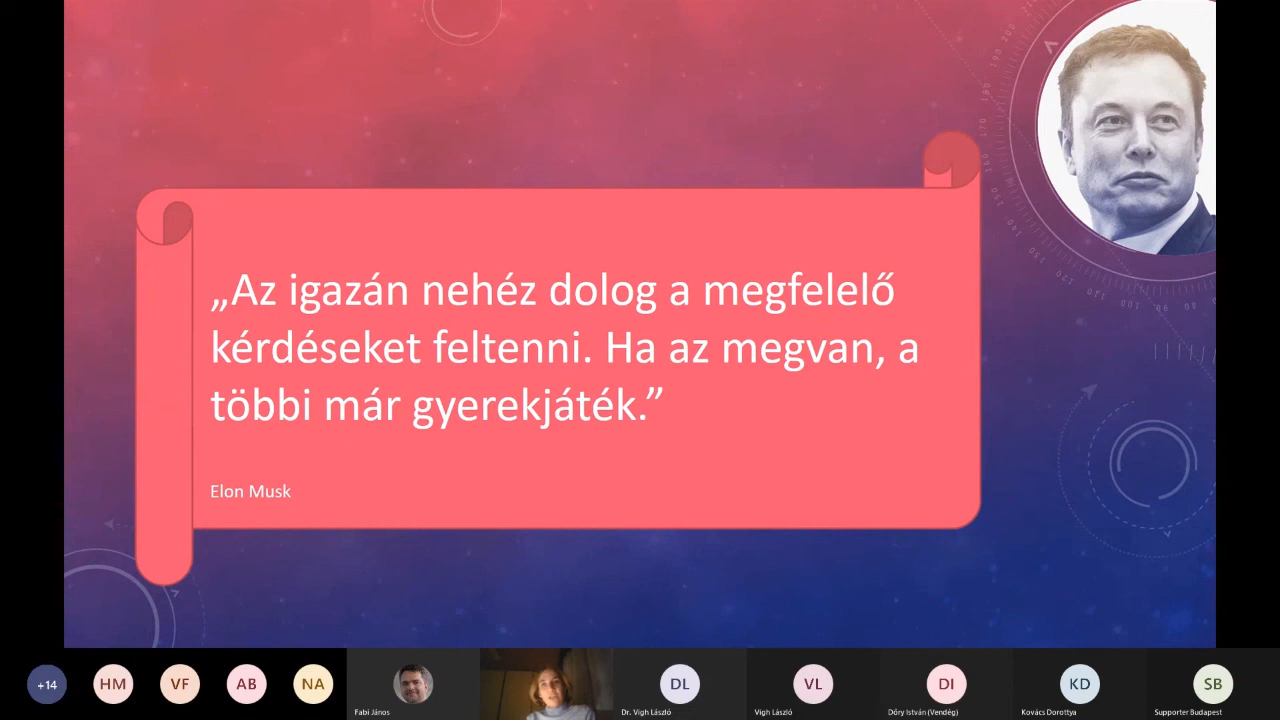 „Az igazán nehéz dolog a megfelelő
kérdéseket feltenni. Ha az megvan, a
többi már gyerekjáték.”
Elon Musk
+14
HM
VF
AB
NA
Fabi János
DL
Dr. Vigh László
VL
Vigh László
DI
Dőry István (Vendég)
KD
Kovács Dorottya
SB
Supporter Budapest